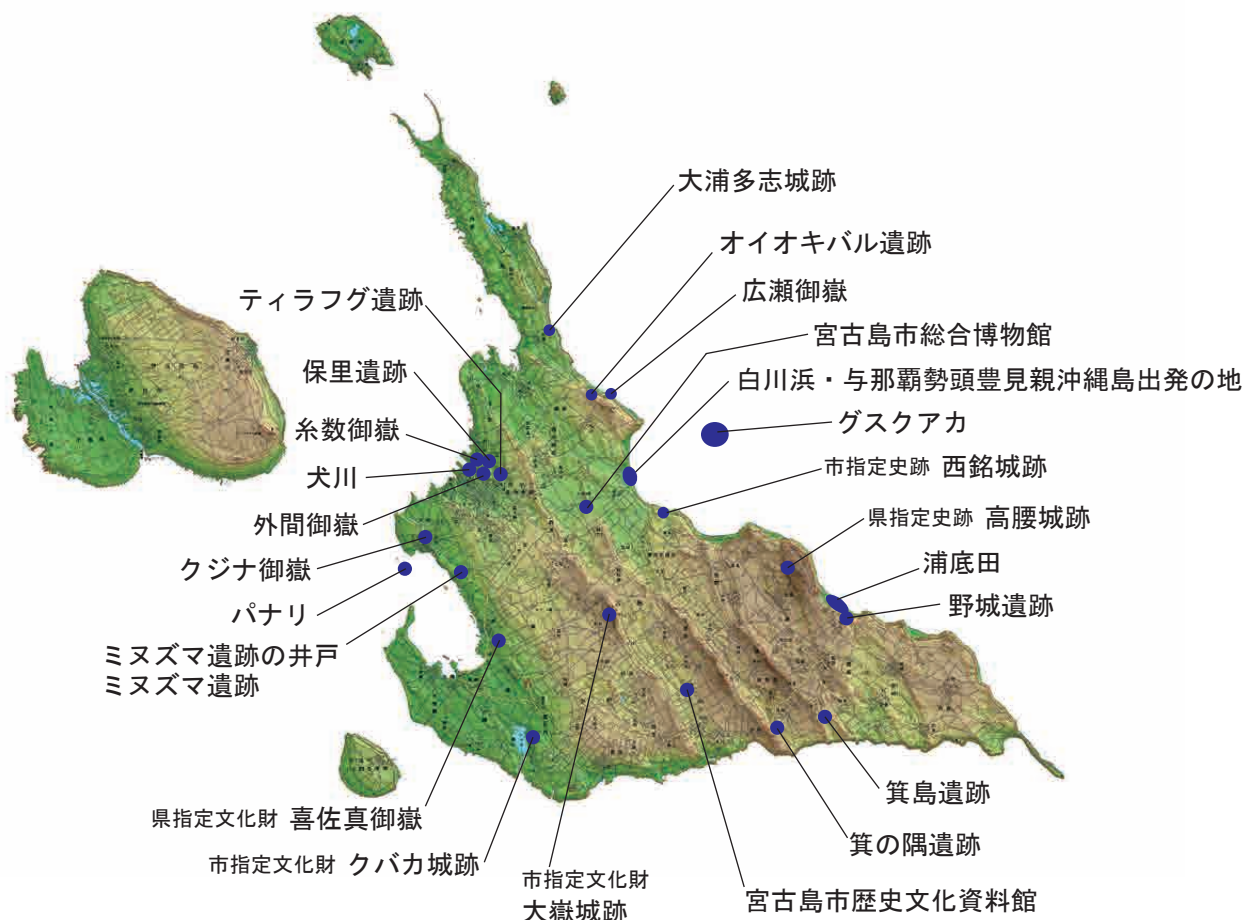 大浦多志城跡
オイオキバル遺跡
広瀬御嶽
宮古島市総合博物館
白川浜・与那覇勢頭豊見親沖縄島出発の地
グスクアカ
市指定史跡 西銘城跡
県指定史跡 高腰城跡
浦底田
野城遺跡
ティラフグ遺跡
保里遺跡
糸数御嶽
犬川
外間御嶽
クジナ御嶽
パナリ
ミヌズマ遺跡の井戸
ミヌズマ遺跡
県指定文化財 喜佐真御嶽
市指定文化財 クバカ城跡
市指定文化財
大嶽城跡
宮古島市歴史文化資料館
箕の隅遺跡
箕島遺跡